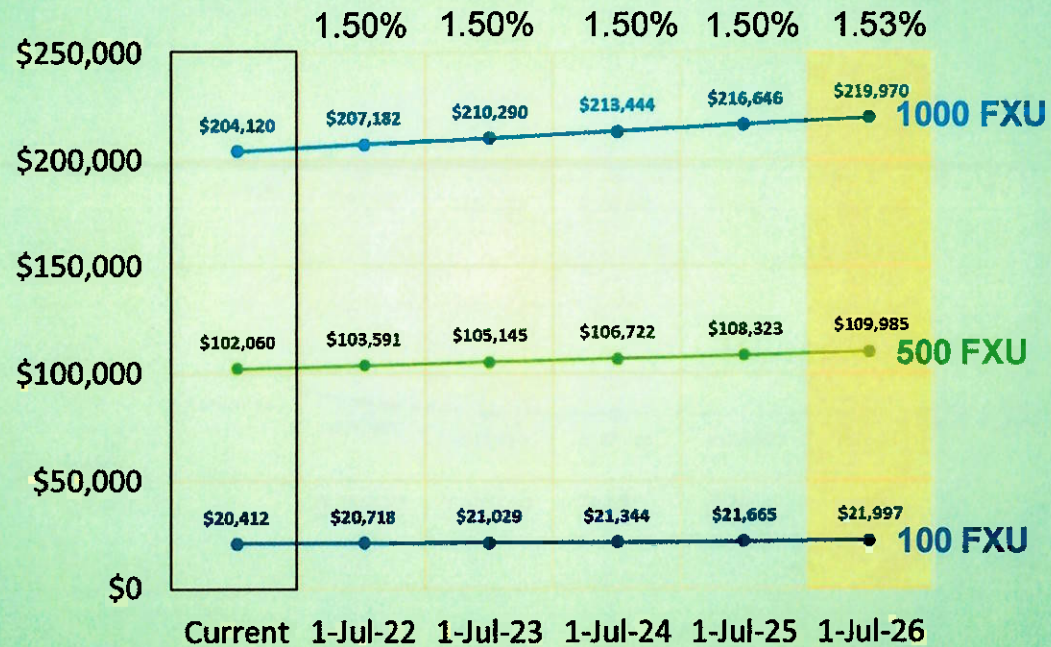 1.50% 1.50% 1.50% 1.50% 1.53%
$250,000
$204,120 $207,182 $210,290 $213,444 $216,646 $219,970 1000 FXU
$200,000
$150,000
$102,060 $103,591 $105,145 $106,722 $108,323 $109,985 500 FXU
$100,000
$50,000
$20,412 $20,718 $21,029 $21,344 $21,665 $21,997 100 FXU
$0
Current 1-Jul-22 1-Jul-23 1-Jul-24 1-Jul-25 1-Jul-26